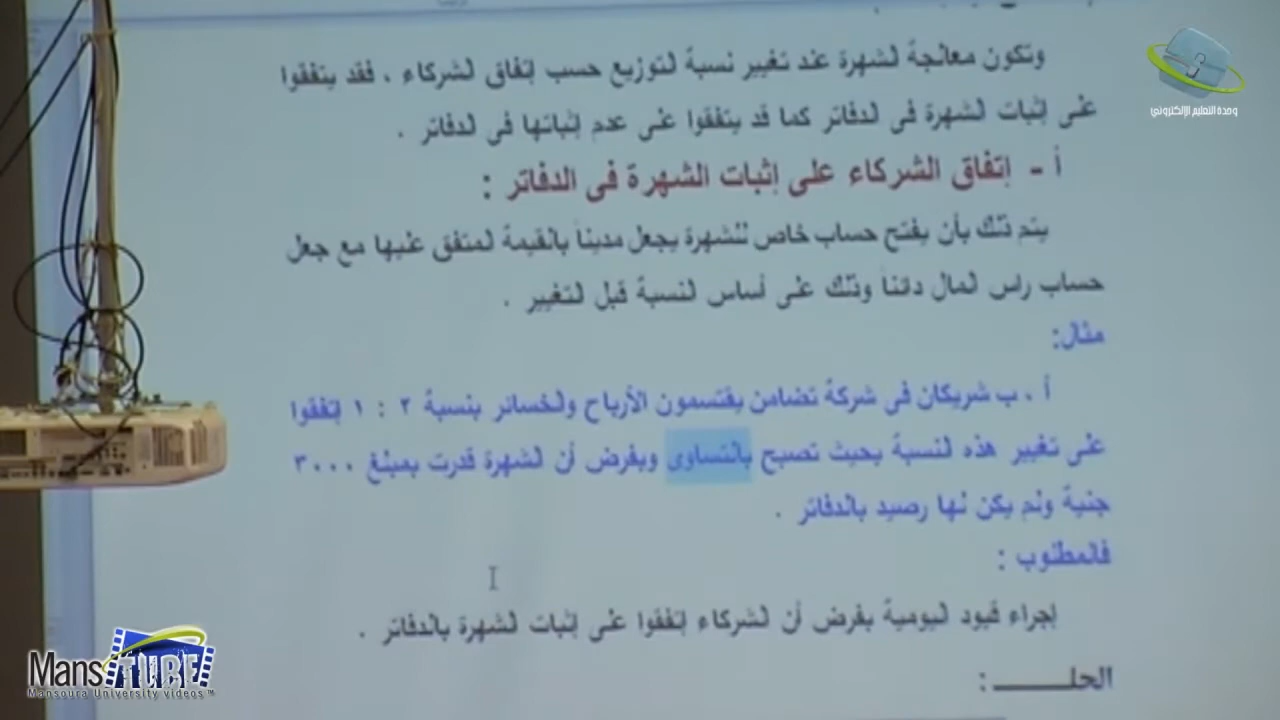 وتكون معالجة الشهرة عند تغيير نسبة التوزيع حسب إتفاق الشركاء ، فقد يتفقوا
على إثبات الشهرة فى الدفاتر كما قد يتفقوا على عدم إثباتها فى الدفاتر .
أ - إتفاق الشركاء على إثبات الشهرة فى الدفاتر :
يتم ذلك بأن يفتح حساب خاص للشهرة يجعل مديناً بالقيمة المتفق عليها مع جعل
حساب راس المال دائناً وذلك على أساس النسبة قبل التغيير .
مثال:
أ ، ب شريكان فى شركة تضامن يقتسمون الأرباح والخسائر بنسبة ٢ : ١ إتفقوا
على تغيير هذه النسبة بحيث تصبح بالتساوى وبفرض أن الشهرة قدرت بمبلغ ٣٠٠٠
جنية ولم يكن لها رصيد بالدفاتر .
فالمطلوب :
إجراء قيود اليومية بفرض أن الشركاء إتفقوا على إثبات الشهرة بالدفاتر .
الحلـــــــ :
وحدة التعليم الإلكتروني
Mans TUBE
Mansoura University videos™